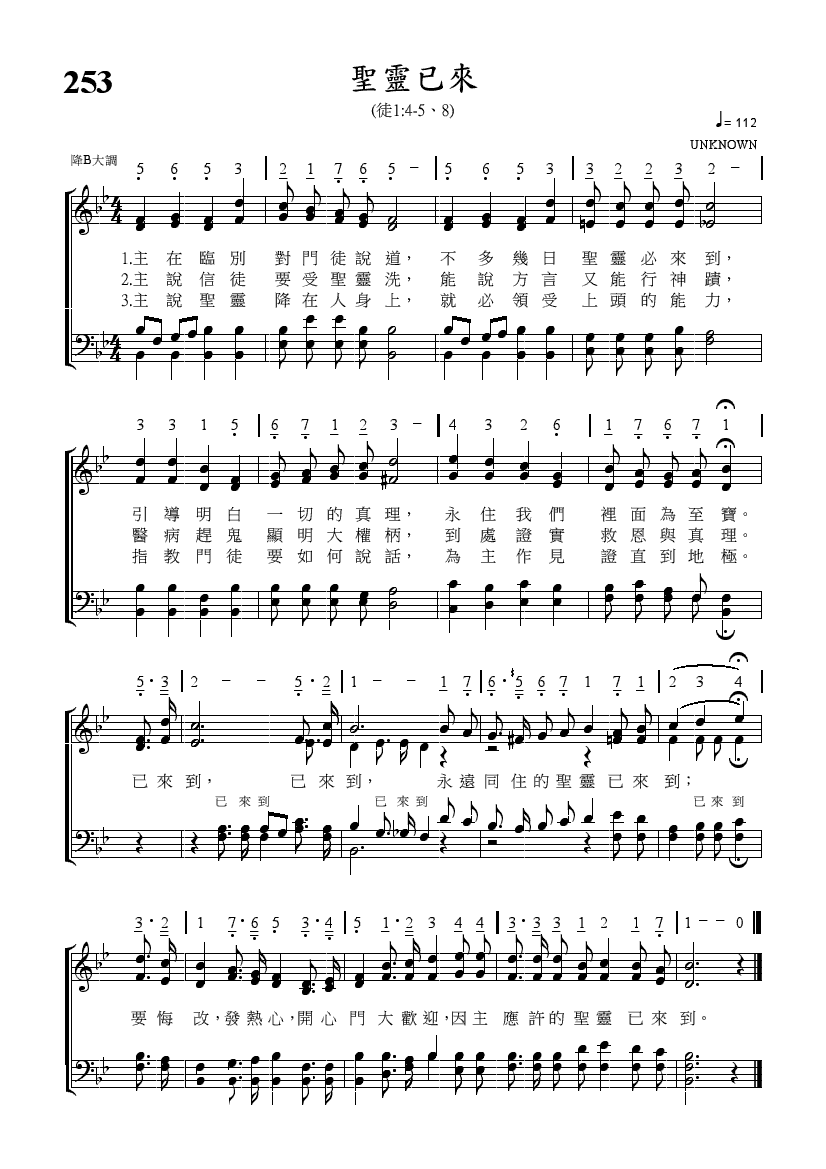 253
聖靈已來
(徒1:4-5、8)
♩= 112
UNKNOWN
降B大調
5 6 5 3 | 2 1 7 6 5 − | 5 6 5 3 | 3 2 2 3 2 − |
1.主在臨別 對門徒說道， 不多幾日 聖靈必來到，
2.主說信徒 要受聖靈洗， 能說方言 又能行神蹟，
3.主說聖靈 降在人身上， 就必領受 上頭的能力，
3 3 1 5 | 6 7 1 2 3 − | 4 3 2 6 | 1 7 6 7 1 |
引導明白 一切的真理， 永住我們 裡面為至寶。
醫病趕鬼 顯明大權柄， 到處證實 救恩與真理。
指教門徒 要如何說話， 為主作見 證直到地極。
5·3 | 2 − − 5·2 | 1 − − 1 7 | 6·5 6 7 1 7 1 | 2 3 4 |
已來到， 已來到， 永遠同住的聖靈已來到；
已來到 已來到 已來到
3·2 | 1 7·6 5 3·4 | 5 1·2 3 4 4 | 3·3 3 1 2 1 7 | 1 − − 0 ‖
要悔改，發熱心，開心門大歡迎，因主應許的聖靈已來到。